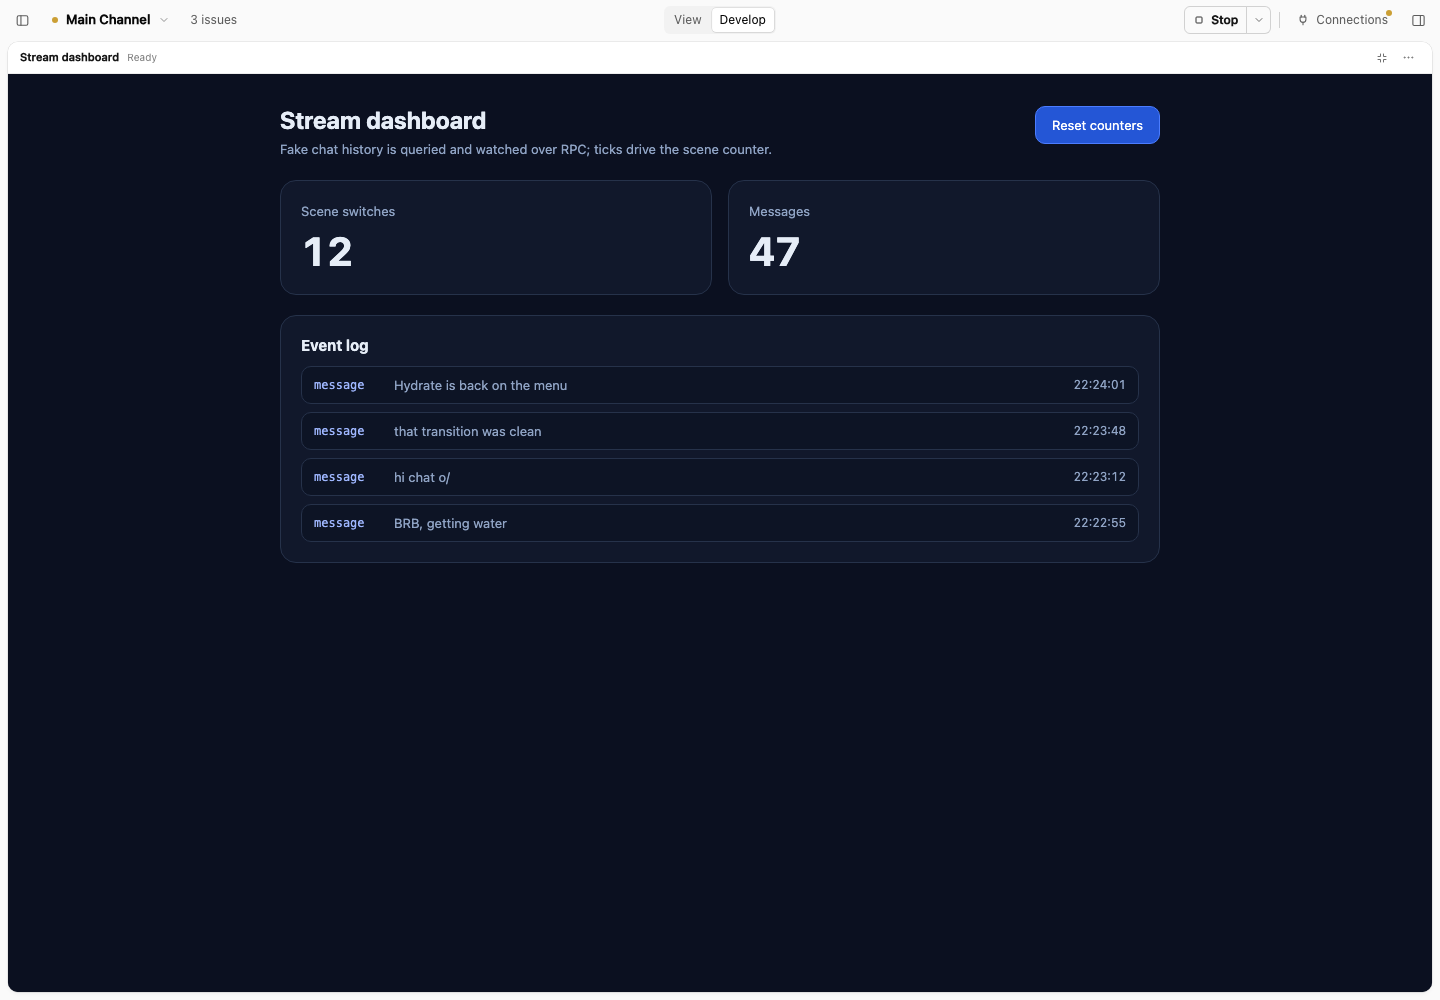 Main Channel
3 issues
View
Develop
Stop
Connections
Stream dashboard
Ready
Stream dashboard
Fake chat history is queried and watched over RPC; ticks drive the scene counter.
Reset counters
Scene switches
12
Messages
47
Event log
message Hydrate is back on the menu 22:24:01
message that transition was clean 22:23:48
message hi chat o/ 22:23:12
message BRB, getting water 22:22:55